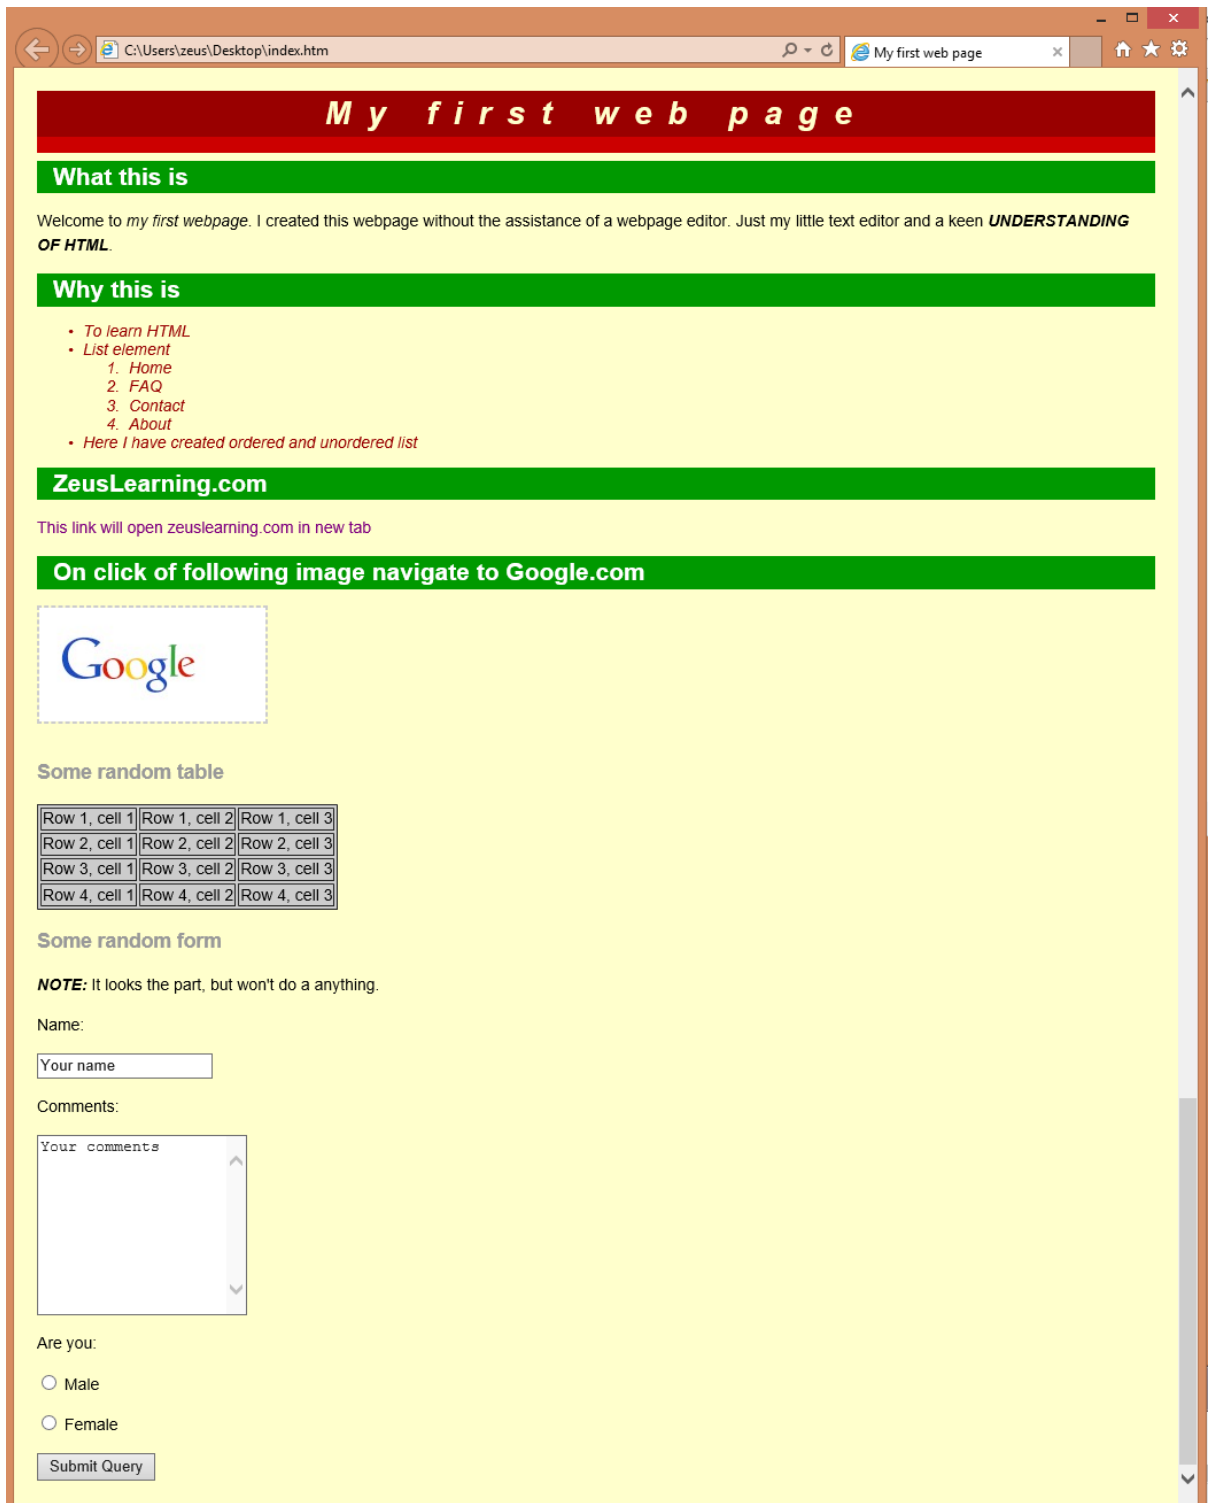 C:\Users\zeus\Desktop\index.htm
My first web page
My first web page
What this is
Welcome to my first webpage. I created this webpage without the assistance of a webpage editor. Just my little text editor and a keen UNDERSTANDING
OF HTML.
Why this is
• To learn HTML
• List element
1. Home
2. FAQ
3. Contact
4. About
• Here I have created ordered and unordered list
ZeusLearning.com
This link will open zeuslearning.com in new tab
On click of following image navigate to Google.com
Google
Some random table
Row 1, cell 1 Row 1, cell 2 Row 1, cell 3
Row 2, cell 1 Row 2, cell 2 Row 2, cell 3
Row 3, cell 1 Row 3, cell 2 Row 3, cell 3
Row 4, cell 1 Row 4, cell 2 Row 4, cell 3
Some random form
NOTE: It looks the part, but won't do a anything.
Name:
Your name
Comments:
Your comments
Are you:
Male
Female
Submit Query